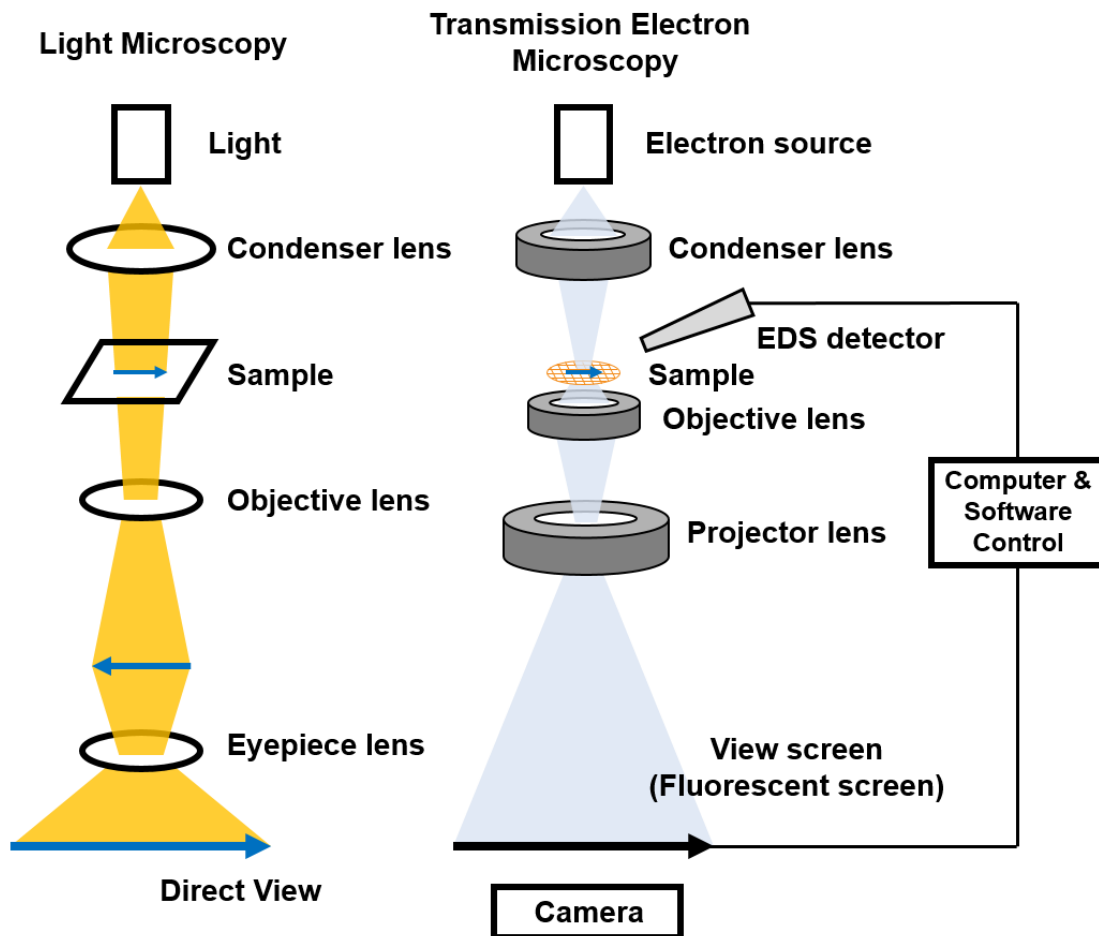 Light Microscopy
Light
Condenser lens
Sample
Objective lens
Eyepiece lens
Direct View
Transmission Electron
Microscopy
Electron source
Condenser lens
EDS detector
Sample
Objective lens
Projector lens
Computer &
Software
Control
View screen
(Fluorescent screen)
Camera